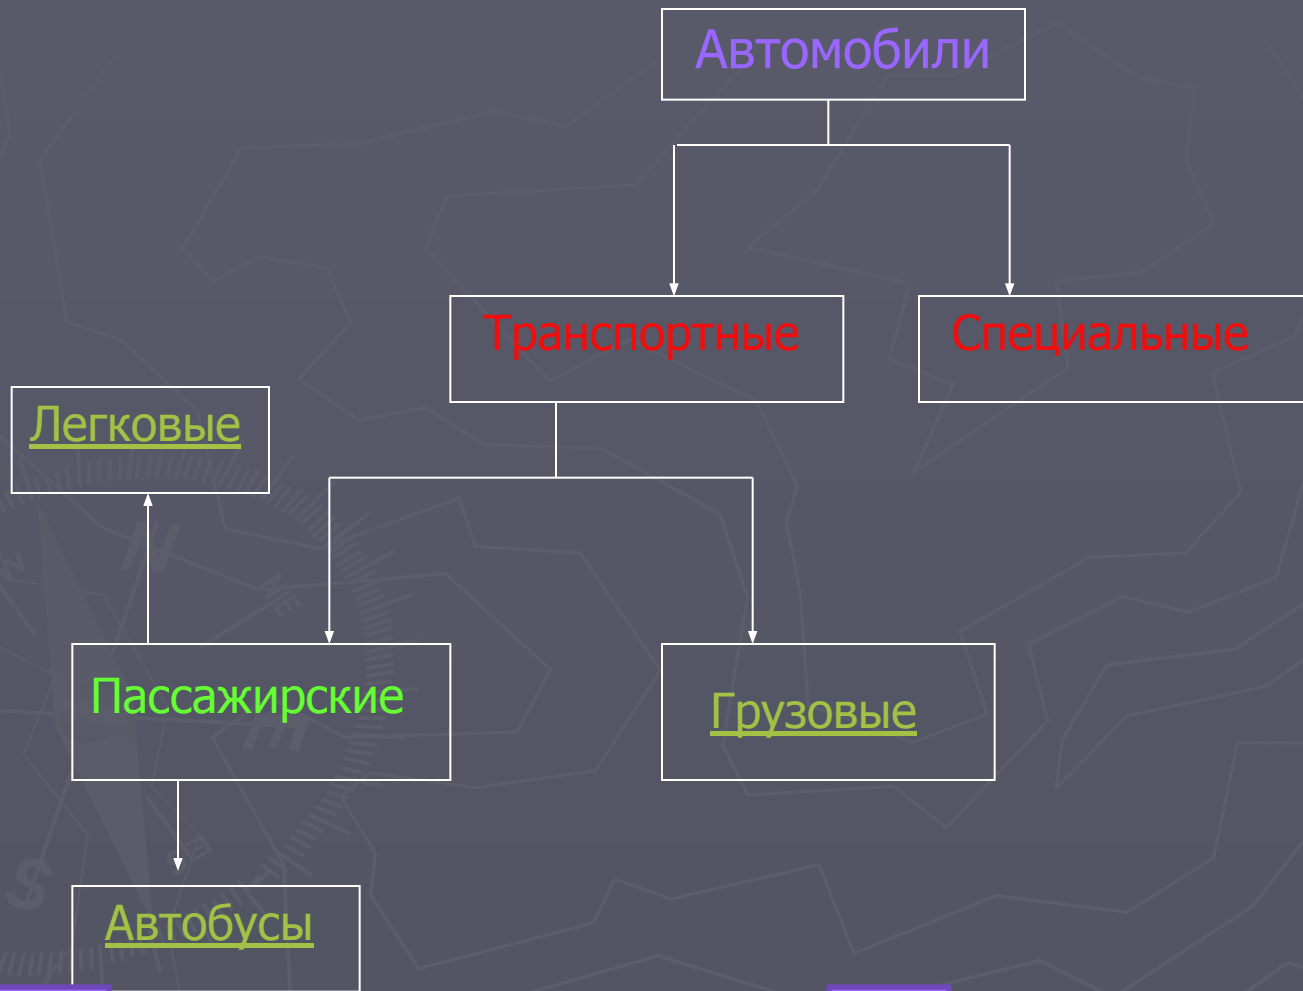 Автомобили
Транспортные
Специальные
Легковые
Пассажирские
Грузовые
Автобусы